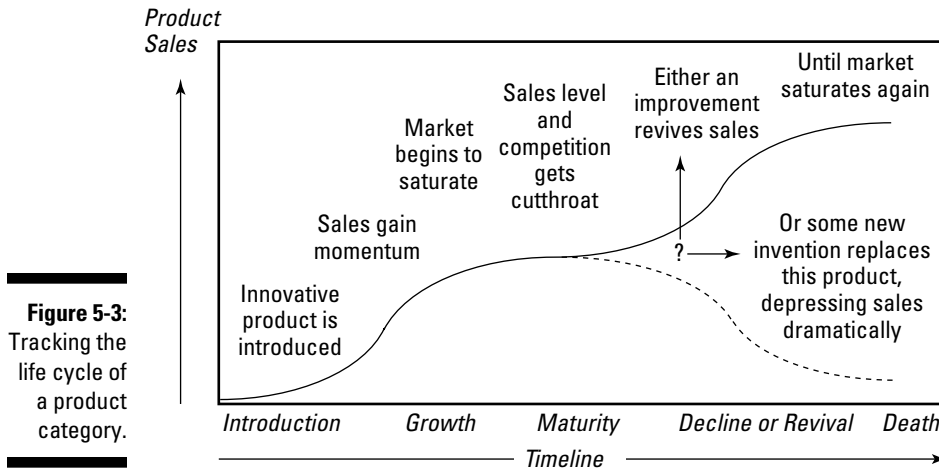 Product
Sales
Innovative
product is
introduced
Sales gain
momentum
Market
begins to
saturate
Sales level
and
competition
gets
cutthroat
Either an
improvement
revives sales
Until market
saturates again
?
Or some new
invention replaces
this product,
depressing sales
dramatically
Introduction Growth Maturity Decline or Revival Death
Timeline
Figure 5-3:
Tracking the
life cycle of
a product
category.